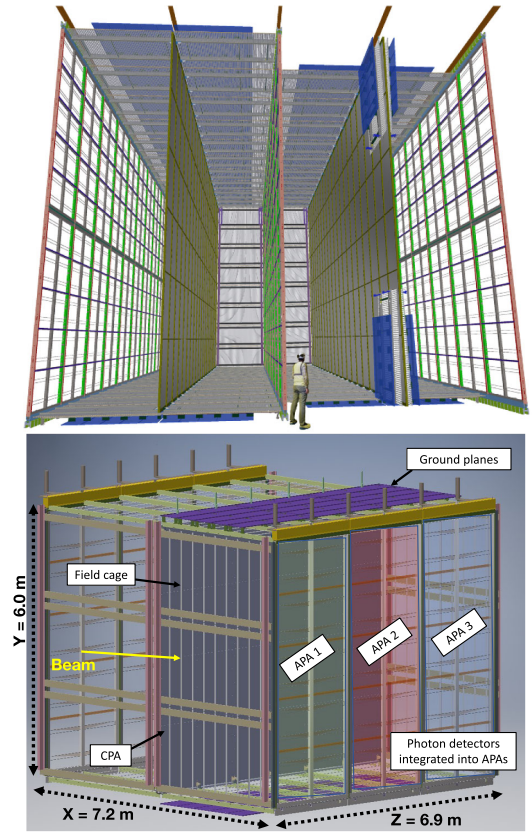 Ground planes
Field cage
Y = 6.0 m
APA 1
APA 2
APA 3
Beam
CPA
Photon detectors
integrated into APAs
X = 7.2 m
Z = 6.9 m